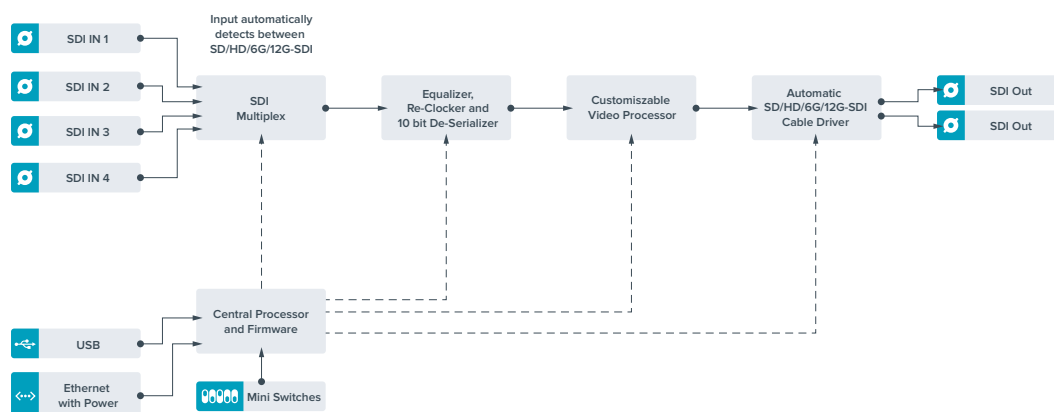 Input automatically
detects between
SD/HD/6G/12G-SDI
SDI IN 1
SDI IN 2
SDI IN 3
SDI IN 4
SDI
Multiplex
Equalizer,
Re-Clocker and
10 bit De-Serializer
Customiszable
Video Processor
Automatic
SD/HD/6G/12G-SDI
Cable Driver
SDI Out
SDI Out
Central Processor
and Firmware
USB
Ethernet
with Power
Mini Switches